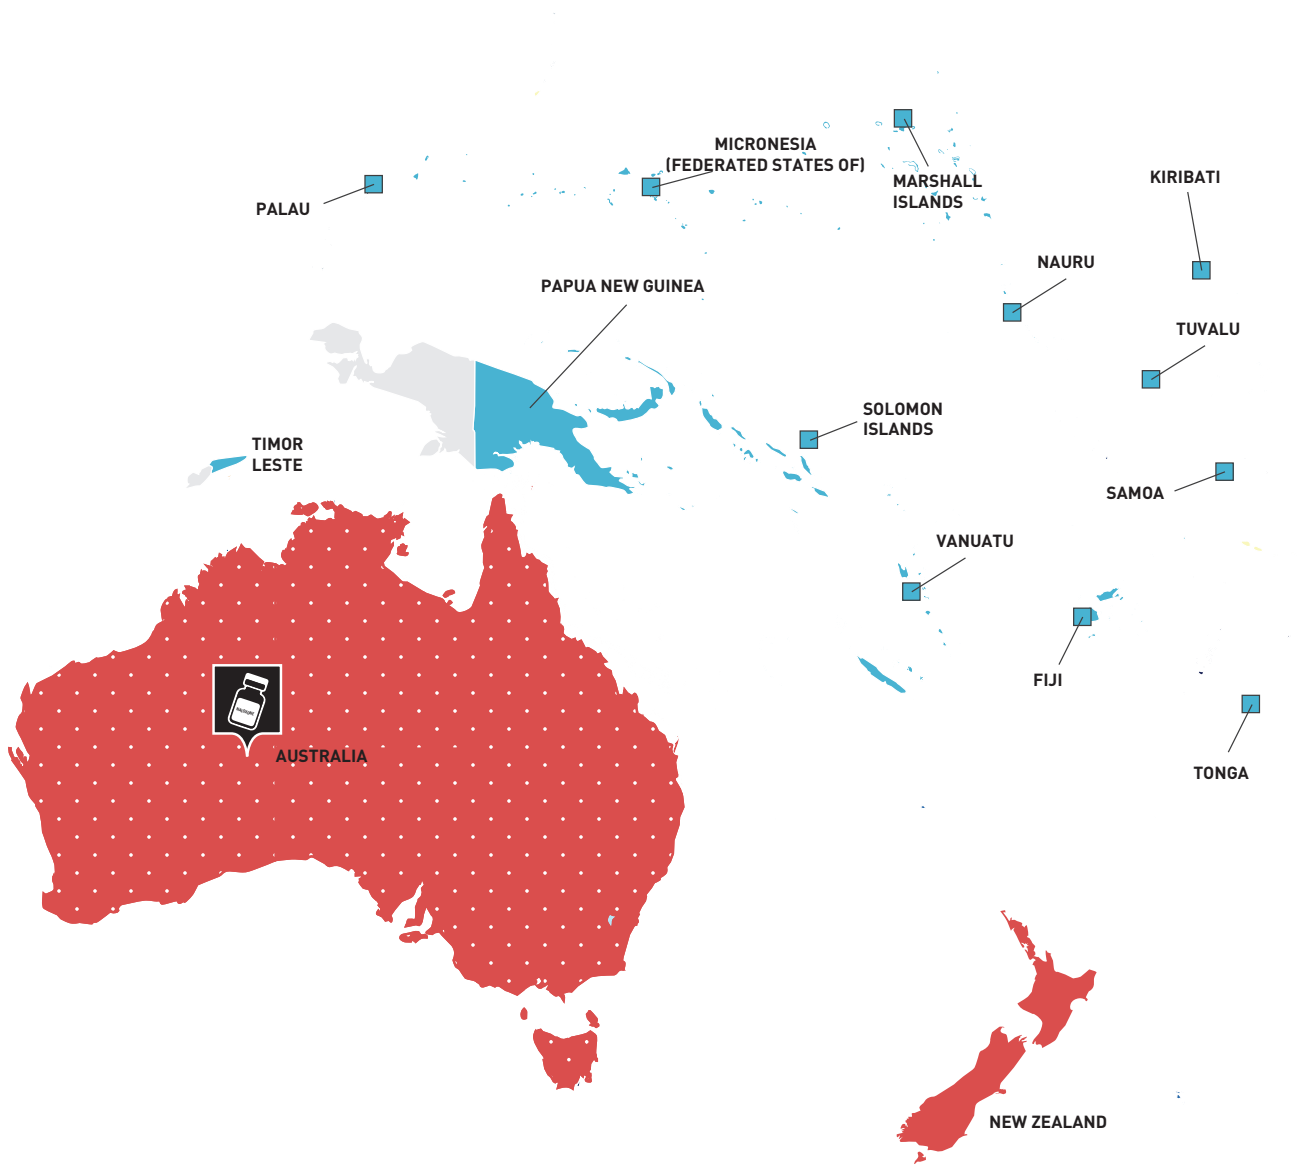 MICRONESIA
(FEDERATED STATES OF)
MARSHALL
ISLANDS
KIRIBATI
PALAU
NAURU
PAPUA NEW GUINEA
TUVALU
SOLOMON
ISLANDS
TIMOR
LESTE
SAMOA
VANUATU
FIJI
AUSTRALIA
TONGA
NEW ZEALAND